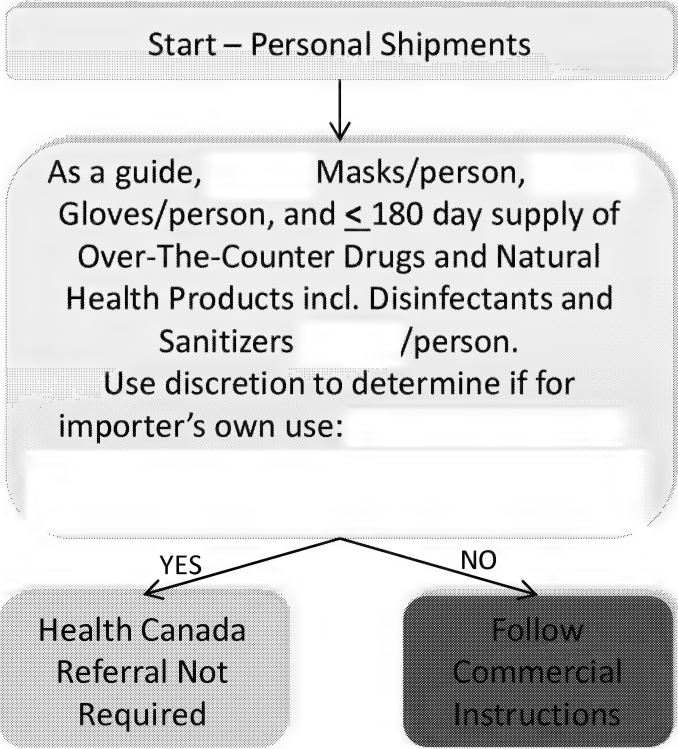 Start – Personal Shipments
As a guide, Masks/person,
Gloves/person, and < 180 day supply of
Over-The-Counter Drugs and Natural
Health Products incl. Disinfectants and
Sanitizers /person.
Use discretion to determine if for
importer’s own use:
YES
NO
Health Canada
Referral Not
Required
Follow
Commercial
Instructions